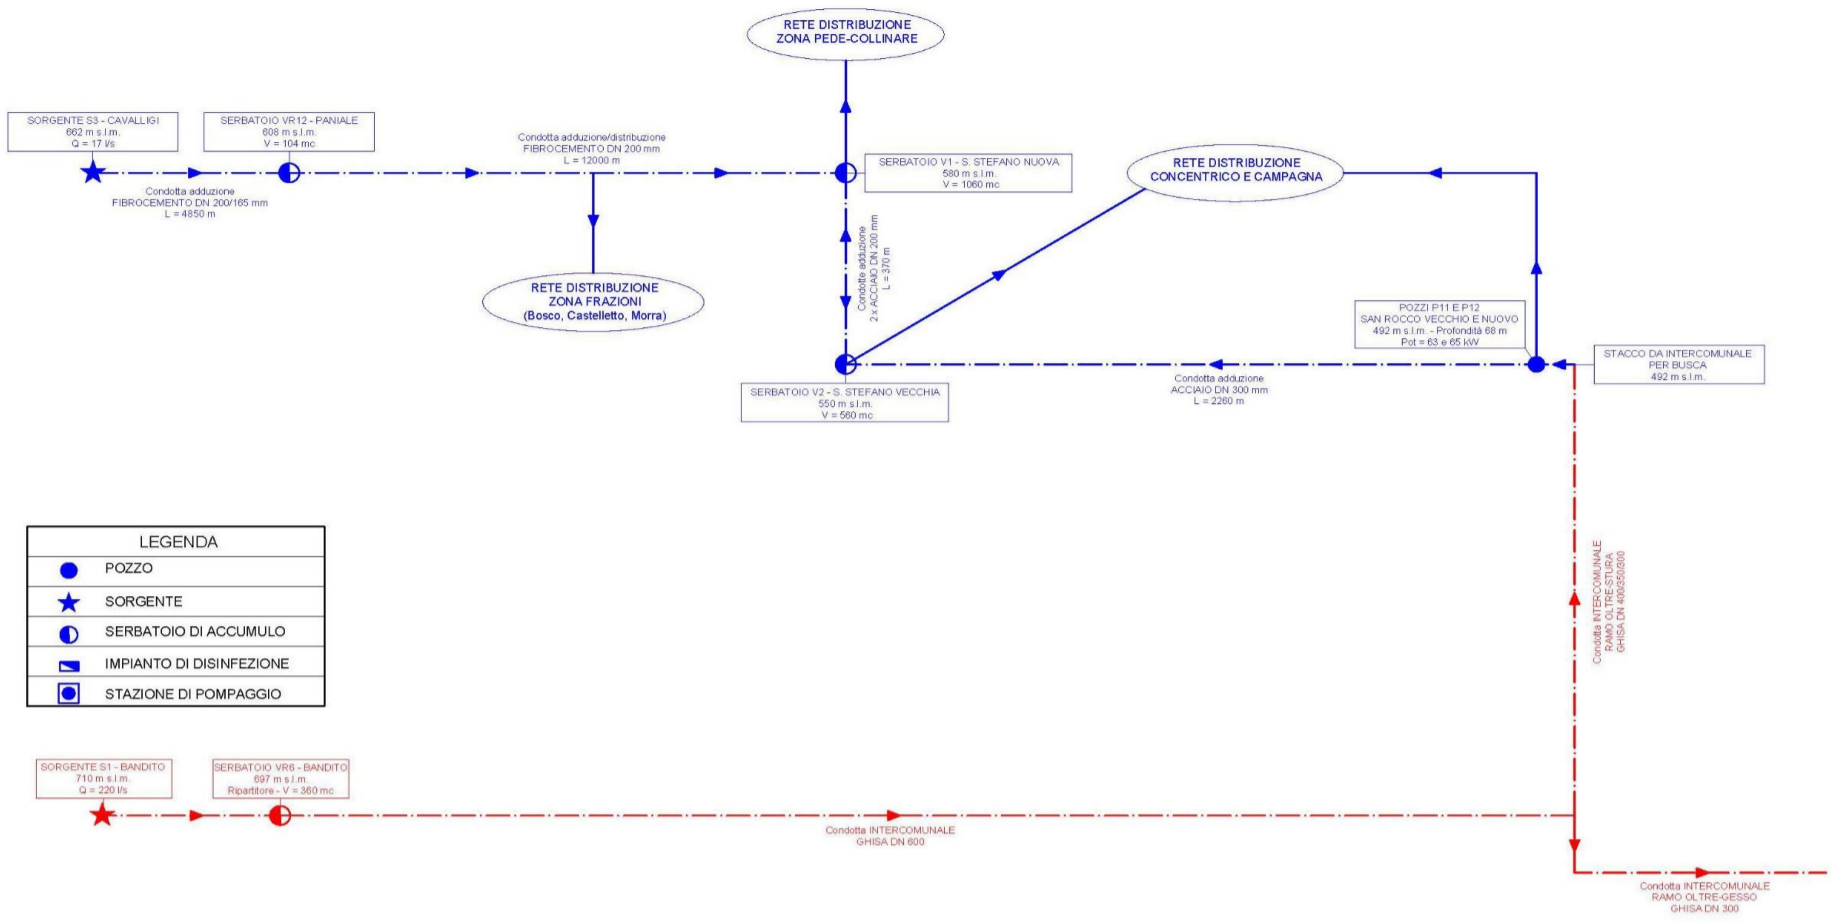 RETE DISTRIBUZIONE
ZONA PEDE-COLLINARE
SORGENTE S3 - CAVALLIGI
662 m s.l.m.
Q = 17 l/s
SERBATOIO VR12 - PANIALE
608 m s.l.m.
V = 104 mc
Condotta adduzione/distribuzione
FIBROCEMENTO DN 200 mm
L = 12000 m
SERBATOIO V1 - S. STEFANO NUOVA
580 m s.l.m.
V = 1060 mc
RETE DISTRIBUZIONE
CONCENTRICO E CAMPAGNA
Condotta adduzione
FIBROCEMENTO DN 200/165 mm
L = 4850 m
Condotte adduzione
2 x ACCIAIO DN 200 mm
L = 370 m
RETE DISTRIBUZIONE
ZONA FRAZIONI
(Bosco, Castelletto, Morra)
POZZI P11 E P12
SAN ROCCO VECCHIO E NUOVO
492 m s.l.m. - Profondità 68 m
Pot = 63 e 65 kW
STACCO DA INTERCOMUNALE
PER BUSCA
492 m s.l.m.
SERBATOIO V2 - S. STEFANO VECCHIA
550 m s.l.m.
V = 560 mc
Condotta adduzione
ACCIAIO DN 300 mm
L = 2260 m
LEGENDA
POZZO
SORGENTE
SERBATOIO DI ACCUMULO
IMPIANTO DI DISINFEZIONE
STAZIONE DI POMPAGGIO
Condotta INTERCOMUNALE
RAMO OLTRE-STURA
GHISA DN 400/350/300
SORGENTE S1 - BANDITO
710 m s.l.m.
Q = 220 l/s
SERBATOIO VR6 - BANDITO
697 m s.l.m.
Ripartitore - V = 360 mc
Condotta INTERCOMUNALE
GHISA DN 600
Condotta INTERCOMUNALE
RAMO OLTRE-GESSO
GHISA DN 300